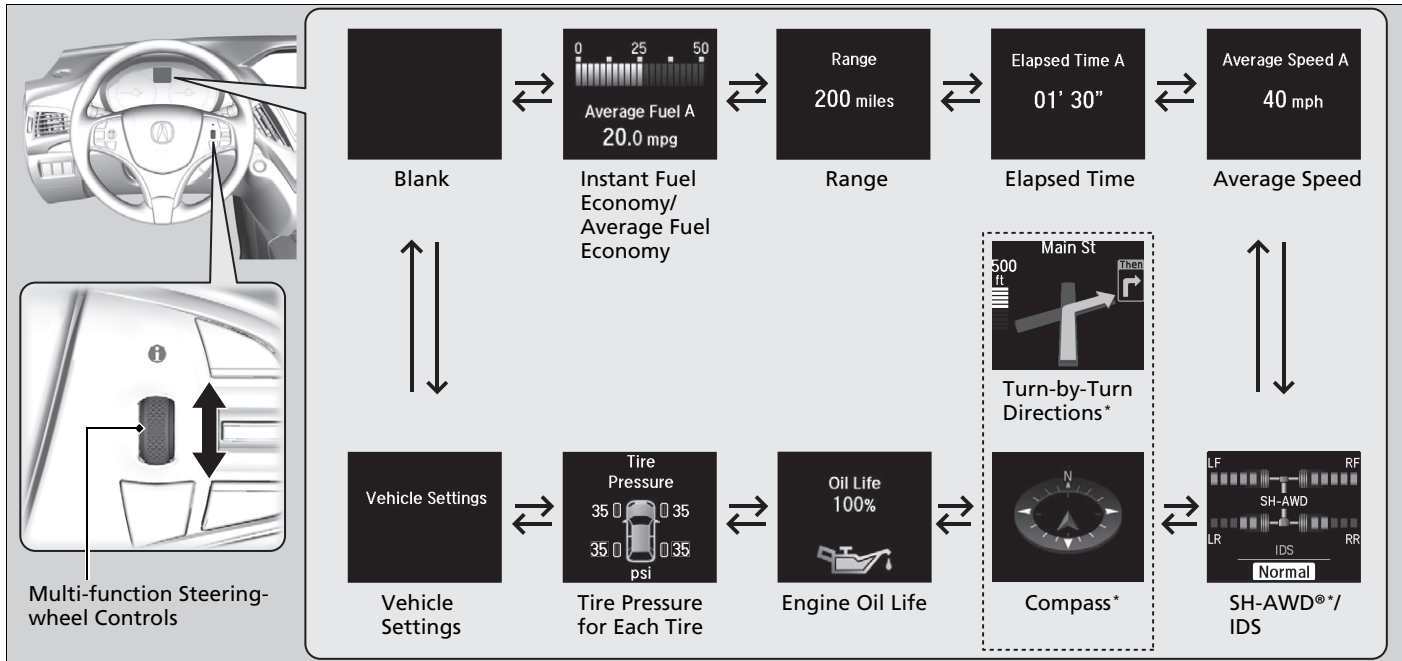 0 25 50
Average Fuel A
20.0 mpg
Range
200 miles
Elapsed Time A
01' 30"
Average Speed A
40 mph
Blank
Instant Fuel
Economy/
Average Fuel
Economy
Range
Elapsed Time
Average Speed
Main St
500
ft
Then
Turn-by-Turn
Directions*
i
Vehicle Settings
Tire
Pressure
35 35
35 35
psi
Oil Life
100%
N
LF RF
SH-AWD
LR RR
IDS
Normal
Multi-function Steering-
wheel Controls
Vehicle
Settings
Tire Pressure
for Each Tire
Engine Oil Life
Compass*
SH-AWD®*/
IDS